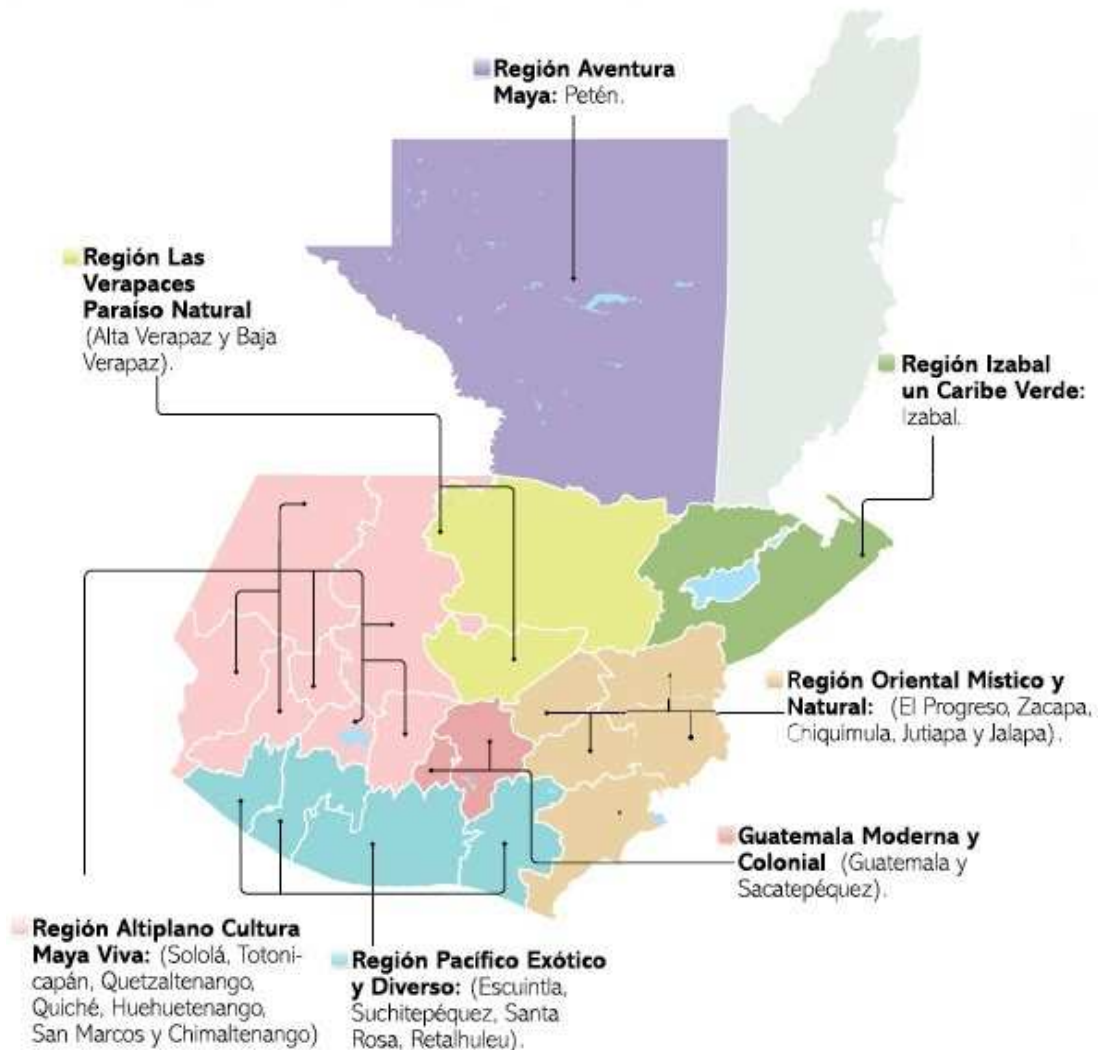 Región Aventura
Maya: Petén.
Región Las
Verapaces
Paraíso Natural
(Alta Verapaz y Baja
Verapaz).
Región Izabal
un Caribe Verde:
Izabal.
Región Oriental Místico y
Natural: (El Progreso, Zacapa,
Chiquimula, Jutiapa y Jalapa).
Guatemala Moderna y
Colonial (Guatemala y
Sacatepéquez).
Región Altiplano Cultura
Maya Viva: (Sololá, Totoni-
capán, Quetzaltenango,
Quiché, Huehuetenango,
San Marcos y Chimaltenango)
Región Pacífico Exótico
y Diverso: (Escuintla,
Suchitepéquez, Santa
Rosa, Retalhuleu).